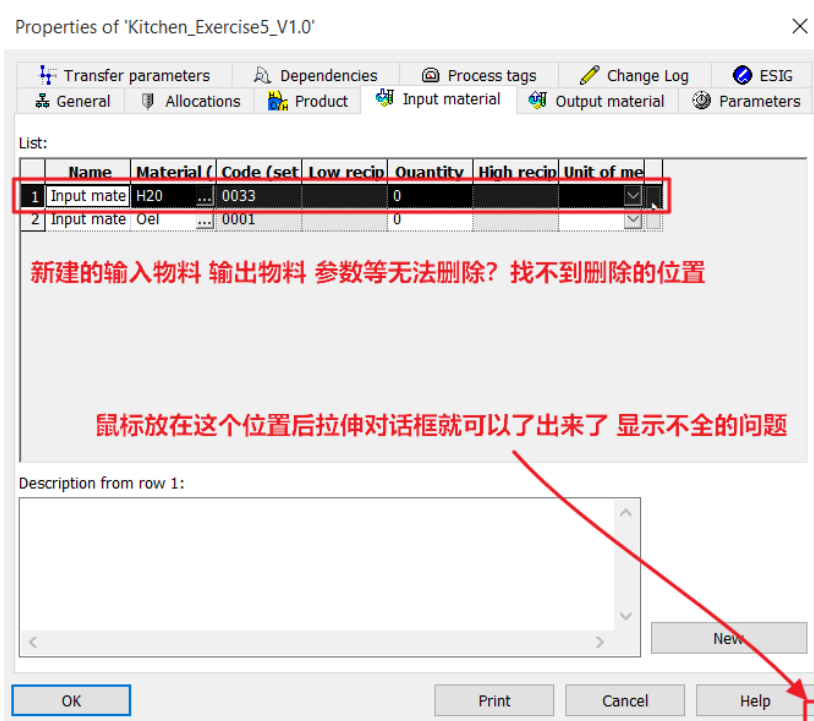 Properties of 'Kitchen_Exercise5_V1.0'
Transfer parameters Dependencies Process tags Change Log ESIG
General Allocations Product Input material Output material Parameters
List:
Name Material ( Code (set Low recip Quantity High recip Unit of me
1 Input mate H20 ... 0033 0
2 Input mate Oel ... 0001 0
新建的输入物料 输出物料 参数等无法删除？找不到删除的位置
鼠标放在这个位置后拉伸对话框就可以了出来了 显示不全的问题
Description from row 1:
New
OK Print Cancel Help